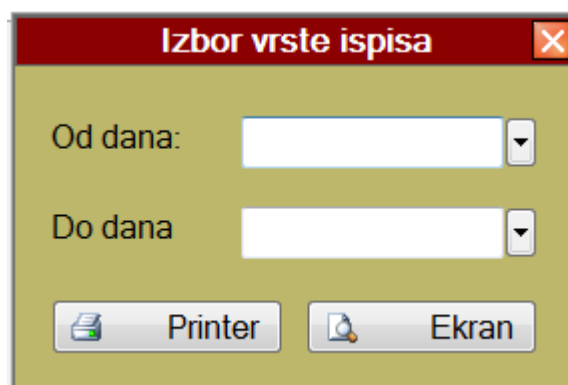 Izbor vrste ispisa
Od dana:
Do dana
Printer Ekran